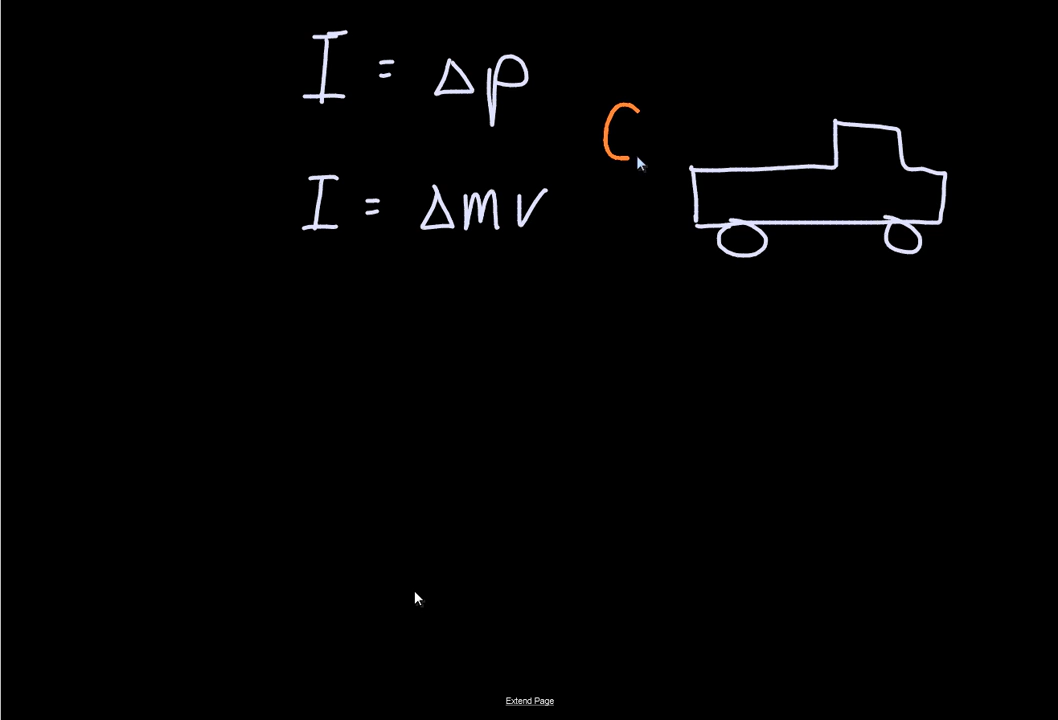 I = Δp
I = Δmv
C
Extend Page